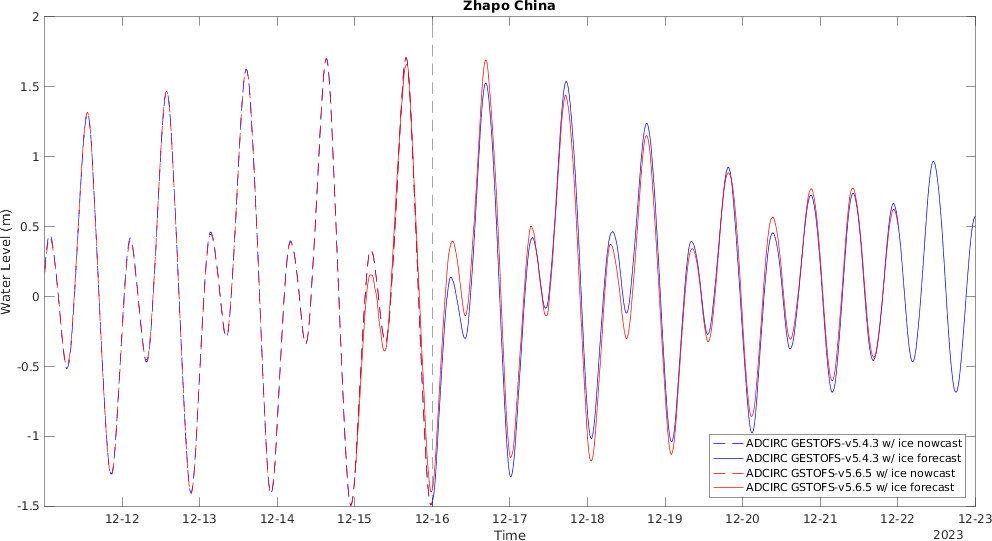 Zhapo China
Water Level (m)
2
1.5
1
0.5
0
-0.5
-1
-1.5
12-12 12-13 12-14 12-15 12-16 12-17 12-18 12-19 12-20 12-21 12-22 12-23
Time
2023
ADCIRC GESTOFS-v5.4.3 w/ ice nowcast
ADCIRC GESTOFS-v5.4.3 w/ ice forecast
ADCIRC GSTOFS-v5.6.5 w/ ice nowcast
ADCIRC GSTOFS-v5.6.5 w/ ice forecast